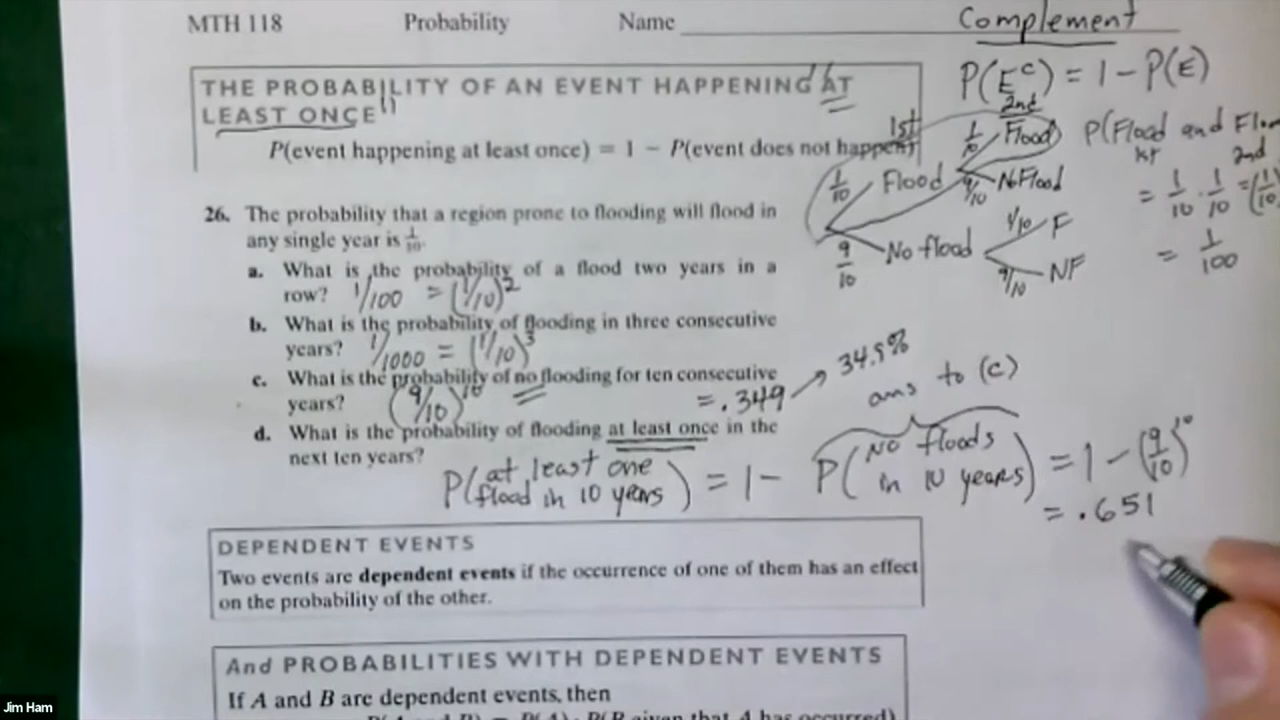 MTH 118 Probability Name Complement
P(Eᶜ) = 1 - P(E)
THE PROBABILITY OF AN EVENT HAPPENING "AT
LEAST ONCE"
P(event happening at least once) = 1 − P(event does not happen)
1st 2nd
1/10 Flood 1/10 Flood
9/10 No Flood
9/10 No flood 1/10 F
9/10 NF
P(Flood and
1st 2nd
= 1/10 · 1/10 = (1/10
= 1/100
26. The probability that a region prone to flooding will flood in
any single year is 1/10.
a. What is the probability of a flood two years in a
row? 1/100 = (1/10)²
b. What is the probability of flooding in three consecutive
years? 1/1000 = (1/10)³
c. What is the probability of no flooding for ten consecutive
years? (9/10)¹⁰ = .349 → 34.9%
d. What is the probability of flooding at least once in the
next ten years?
ans to (c)
P(at least one flood in 10 years) = 1 - P(No floods in 10 years) = 1 - (9/10)¹⁰
= .651
DEPENDENT EVENTS
Two events are dependent events if the occurrence of one of them has an effect
on the probability of the other.
And PROBABILITIES WITH DEPENDENT EVENTS
If A and B are dependent events, then
P(A and B) = P(A) · P(B given that A has occurred)
Jim Ham